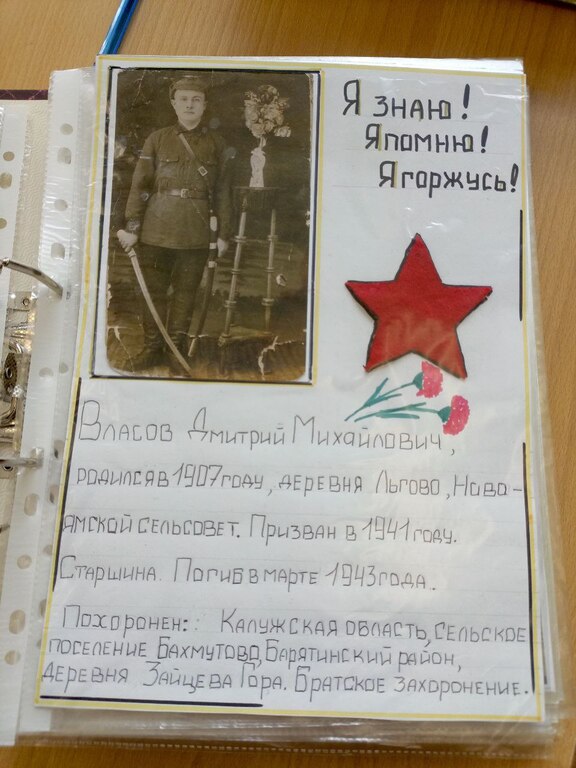 Я знаю!
Я помню!
Я горжусь!
Власов Дмитрий Михайлович,
родился в 1907 году, деревня Льгово, Ново-
ямской сельсовет. Призван в 1941 году.
Старшина. Погиб в марте 1943 года.
Похоронен:: Калужская область, сельское
поселение Бахмутово, Барятинский район,
деревня Зайцева Гора. Братское захоронение.